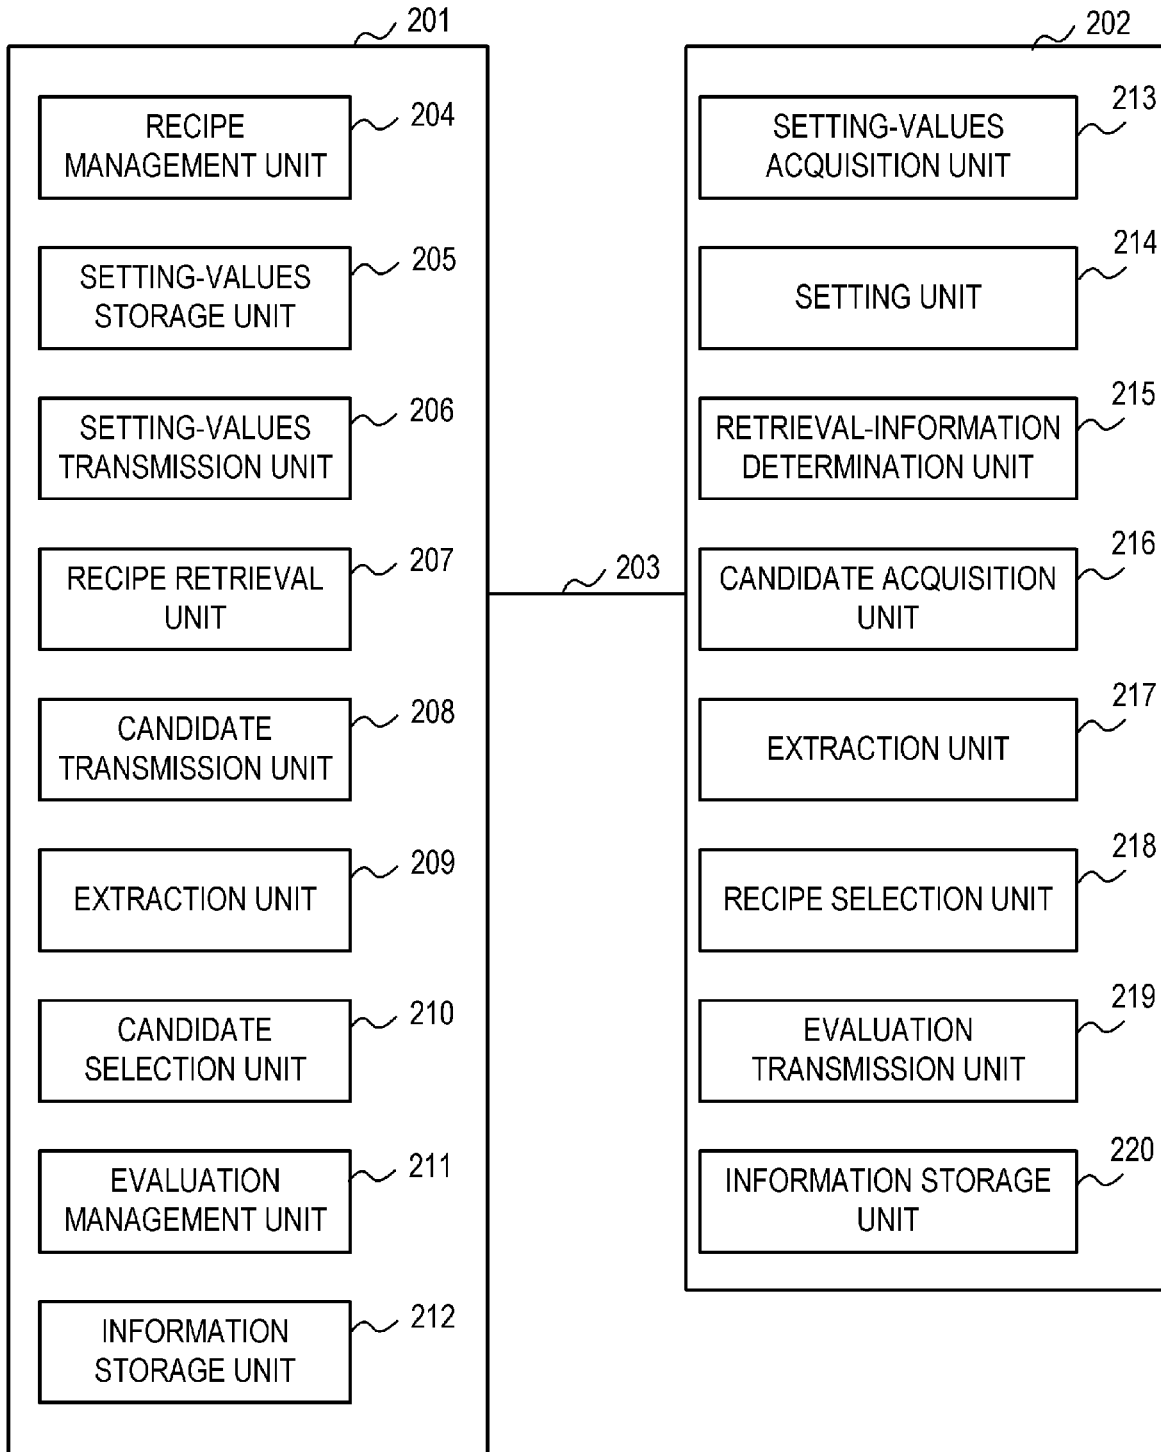 201
RECIPE
MANAGEMENT UNIT
204
SETTING-VALUES
STORAGE UNIT
205
SETTING-VALUES
TRANSMISSION UNIT
206
RECIPE RETRIEVAL
UNIT
207
CANDIDATE
TRANSMISSION UNIT
208
EXTRACTION UNIT
209
CANDIDATE
SELECTION UNIT
210
EVALUATION
MANAGEMENT UNIT
211
INFORMATION
STORAGE UNIT
212
203
202
SETTING-VALUES
ACQUISITION UNIT
213
SETTING UNIT
214
RETRIEVAL-INFORMATION
DETERMINATION UNIT
215
CANDIDATE ACQUISITION
UNIT
216
EXTRACTION UNIT
217
RECIPE SELECTION UNIT
218
EVALUATION
TRANSMISSION UNIT
219
INFORMATION STORAGE
UNIT
220